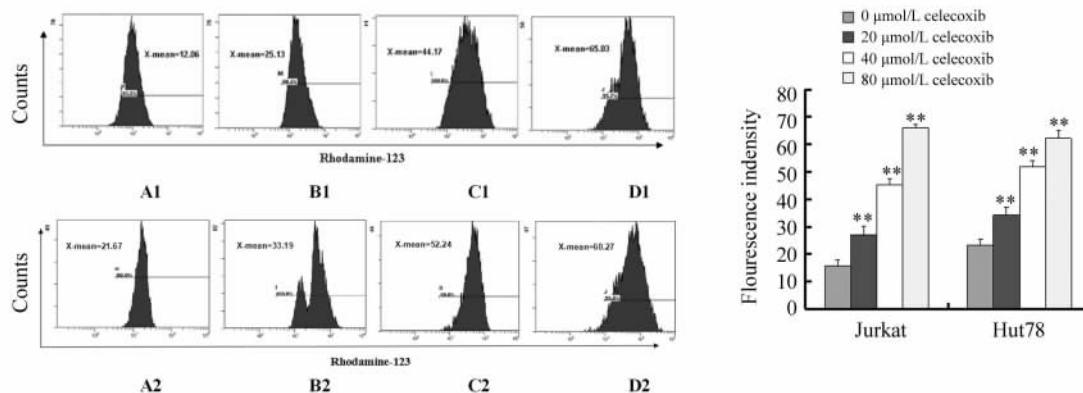 0 μmol/L celecoxib
20 μmol/L celecoxib
40 μmol/L celecoxib
80 μmol/L celecoxib
Counts
X-mean=12.06
X-mean=25.13
X-mean=44.17
X-mean=65.03
Rhodamine-123
A1 B1 C1 D1
Counts
X-mean=21.67
X-mean=33.19
X-mean=52.24
X-mean=60.27
Rhodamine-123
A2 B2 C2 D2
Flourescence indensity
80
70
60
50
40
30
20
10
0
** ** ** ** ** **
Jurkat Hut78